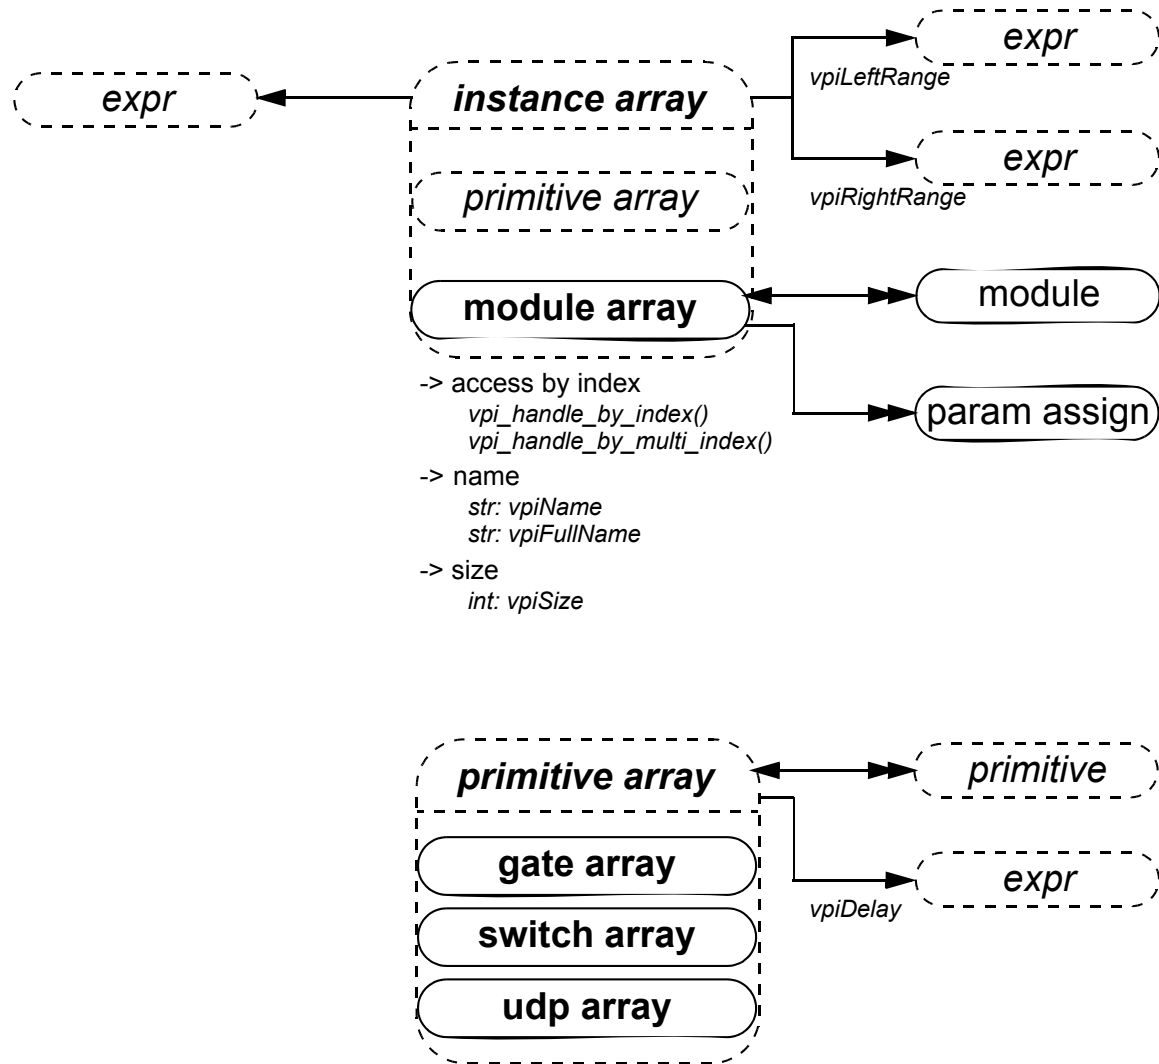 expr
vpiLeftRange
expr
instance array
expr
vpiRightRange
primitive array
module array
module
param assign
-> access by index
vpi_handle_by_index()
vpi_handle_by_multi_index()
-> name
str: vpiName
str: vpiFullName
-> size
int: vpiSize
primitive array
primitive
gate array
expr
vpiDelay
switch array
udp array